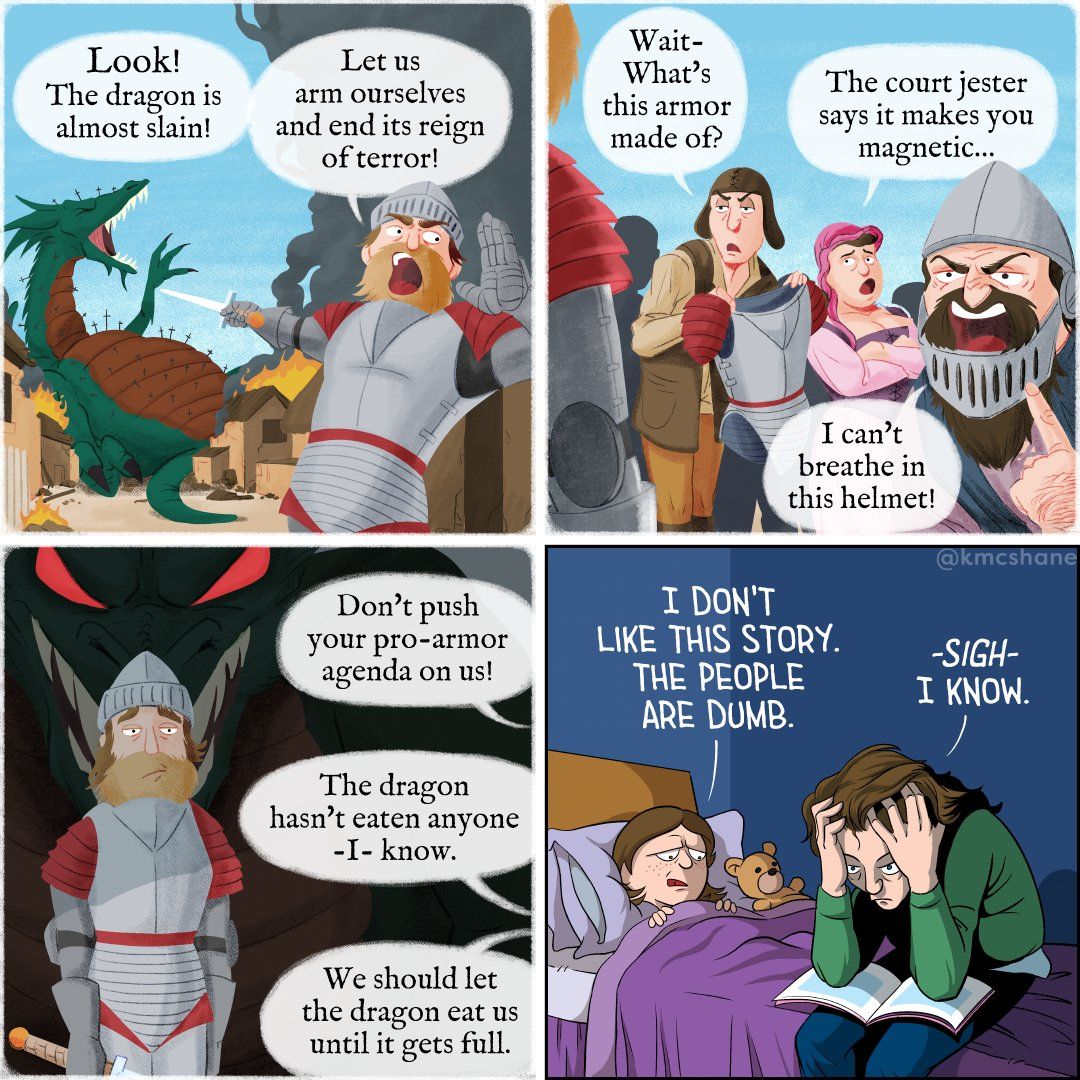 Look!
The dragon is
almost slain!
Let us
arm ourselves
and end its reign
of terror!
Wait-
What's
this armor
made of?
The court jester
says it makes you
magnetic...
I can't
breathe in
this helmet!
Don't push
your pro-armor
agenda on us!
The dragon
hasn't eaten anyone
-I- know.
We should let
the dragon eat us
until it gets full.
@kmcshane
I DON'T
LIKE THIS STORY.
THE PEOPLE
ARE DUMB.
-SIGH-
I KNOW.